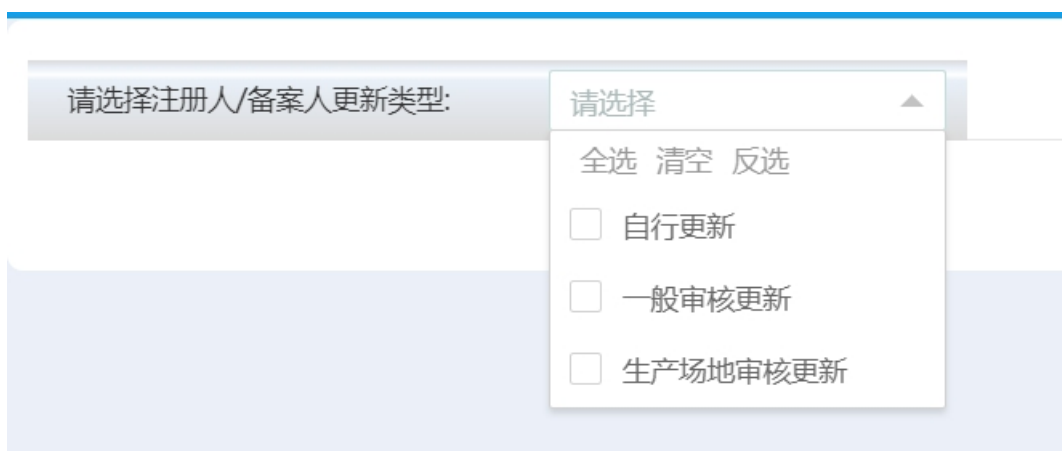 请选择注册人/备案人更新类型: 请选择
全选 清空 反选
自行更新
一般审核更新
生产场地审核更新